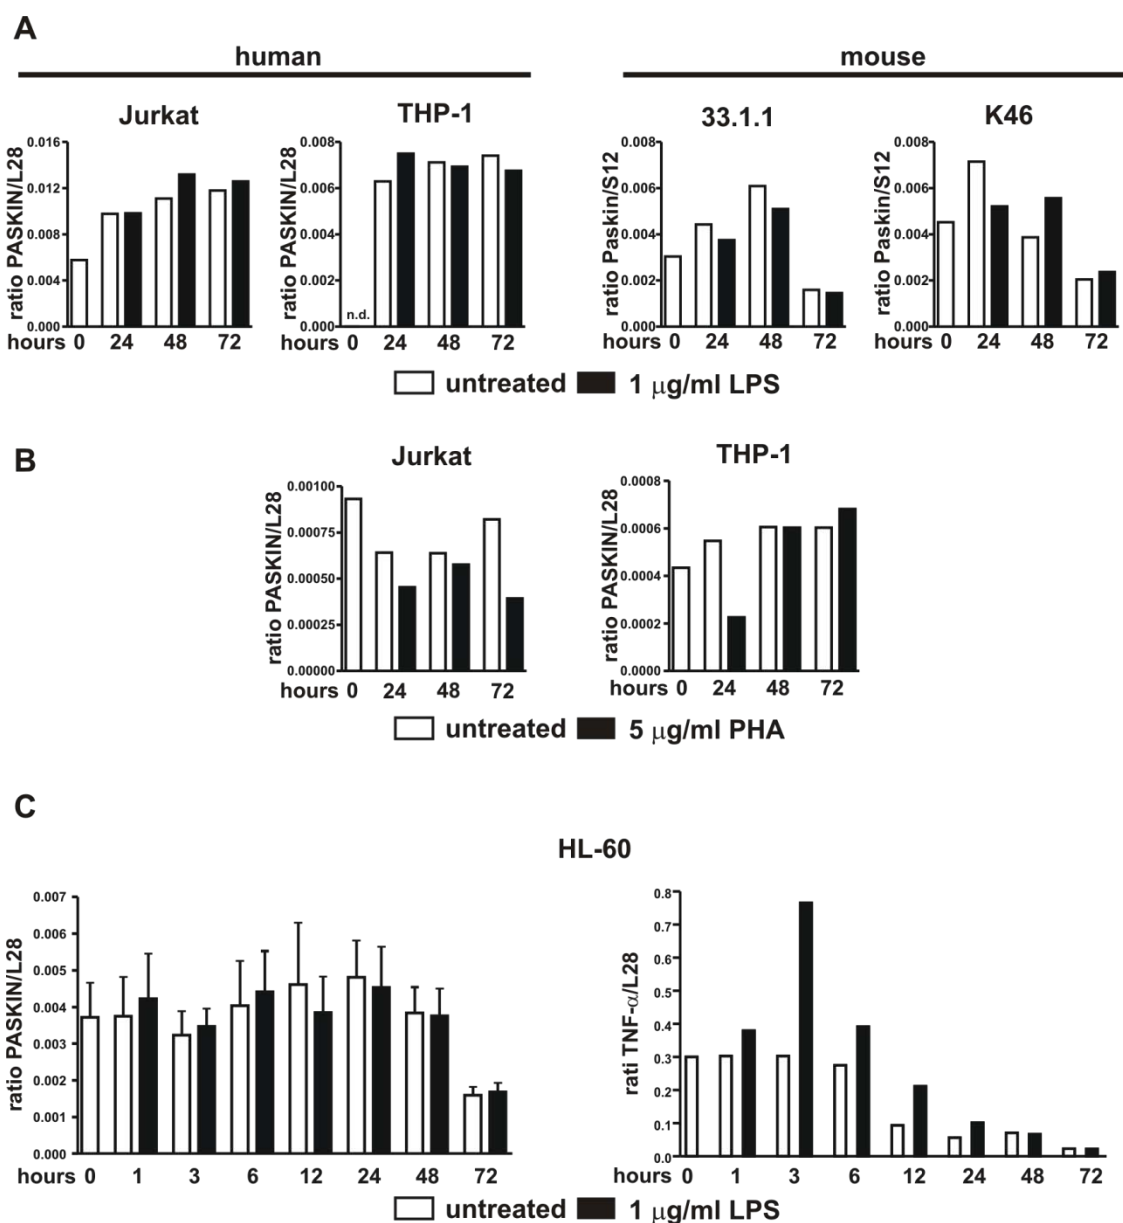 A
human mouse
Jurkat THP-1 33.1.1 K46
ratio PASKIN/L28
0.016
0.012
0.008
0.004
0.000
hours 0 24 48 72
ratio PASKIN/L28
0.008
0.006
0.004
0.002
0.000
n.d.
hours 0 24 48 72
ratio Paskin/S12
0.008
0.006
0.004
0.002
0.000
hours 0 24 48 72
ratio Paskin/S12
0.008
0.006
0.004
0.002
0.000
hours 0 24 48 72
untreated 1 μg/ml LPS
B
Jurkat THP-1
ratio PASKIN/L28
0.00100
0.00075
0.00050
0.00025
0.00000
hours 0 24 48 72
ratio PASKIN/L28
0.0008
0.0006
0.0004
0.0002
0.0000
hours 0 24 48 72
untreated 5 μg/ml PHA
C
HL-60
ratio PASKIN/L28
0.007
0.006
0.005
0.004
0.003
0.002
0.001
0.000
hours 0 1 3 6 12 24 48 72
rati TNF-α/L28
0.8
0.7
0.6
0.5
0.4
0.3
0.2
0.1
0.0
hours 0 1 3 6 12 24 48 72
untreated 1 μg/ml LPS